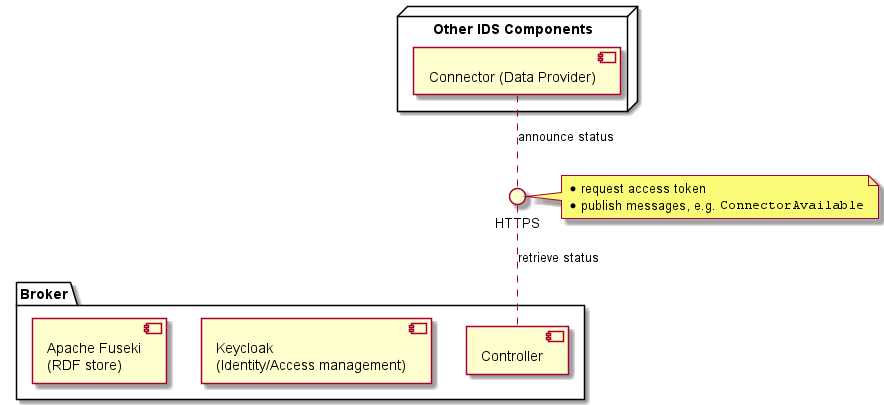 Other IDS Components
Connector (Data Provider)
announce status
• request access token
• publish messages, e.g. ConnectorAvailable
HTTPS
retrieve status
Broker
Apache Fuseki
(RDF store)
Keycloak
(Identity/Access management)
Controller